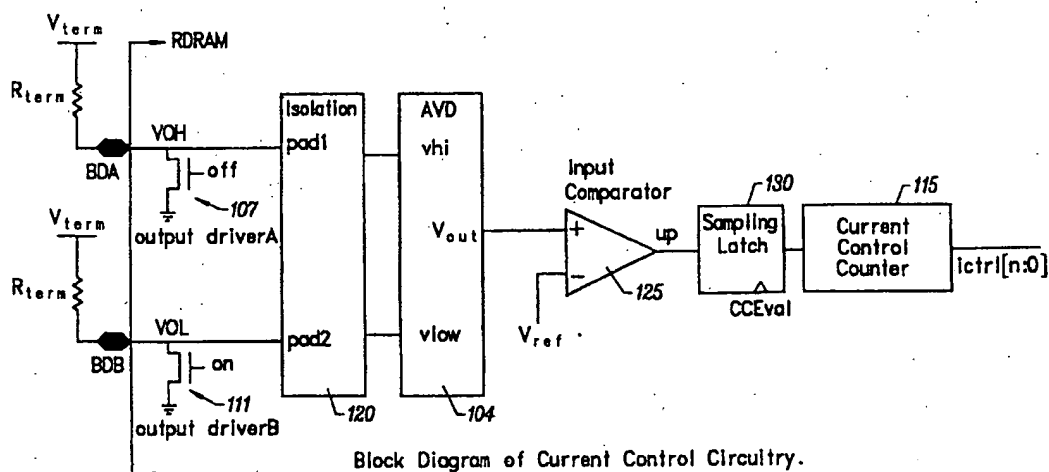 Vterm
RDRAM
Rterm
VOH
BDA
off
107
output driverA
Vterm
Rterm
VOL
BDB
on
111
output driverB
Isolation
pad1
pad2
120
AVD
vhi
Vout
vlow
104
Input
Comparator
+
−
up
125
Vref
130
Sampling
Latch
CCEval
115
Current
Control
Counter
ictrl[n:0]
Block Diagram of Current Control Circuitry.